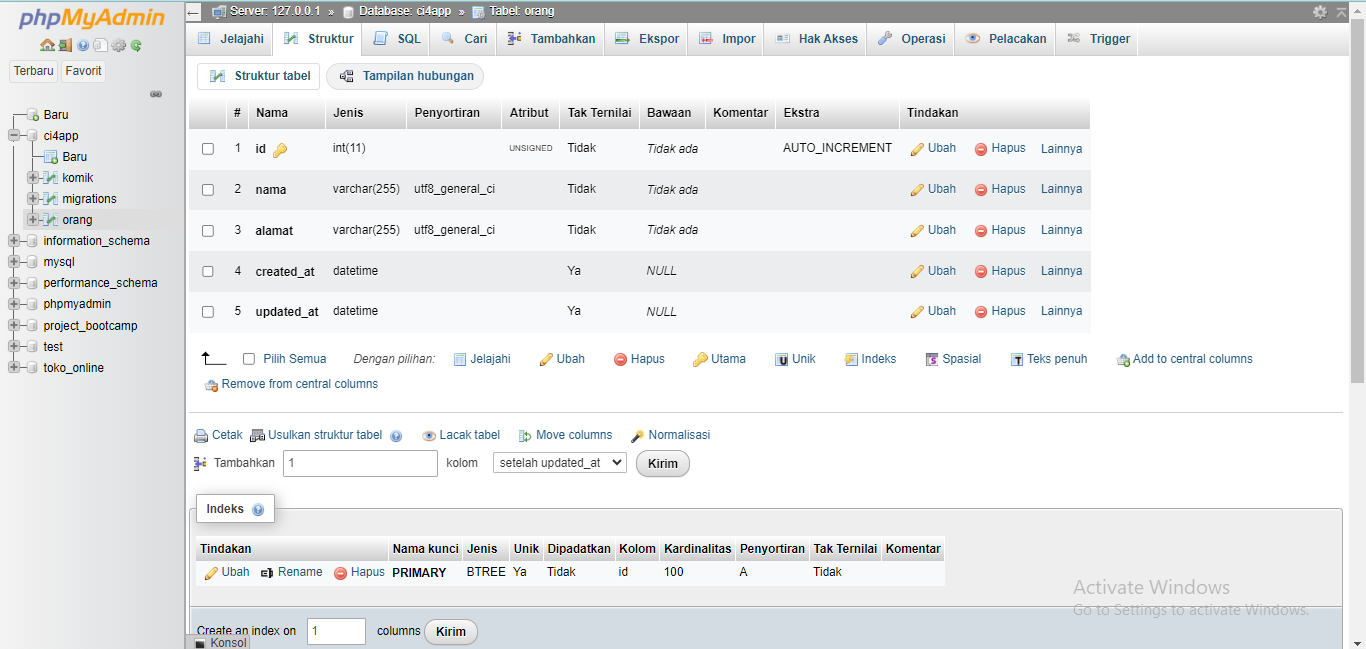 phpMyAdmin
Terbaru Favorit
Baru
ci4app
Baru
komik
migrations
orang
information_schema
mysql
performance_schema
phpmyadmin
project_bootcamp
test
toko_online
Server: 127.0.0.1 » Database: ci4app » Tabel: orang
Jelajahi Struktur SQL Cari Tambahkan Ekspor Impor Hak Akses Operasi Pelacakan Trigger
Struktur tabel Tampilan hubungan
# Nama Jenis Penyortiran Atribut Tak Ternilai Bawaan Komentar Ekstra Tindakan
1 id int(11) UNSIGNED Tidak Tidak ada AUTO_INCREMENT Ubah Hapus Lainnya
2 nama varchar(255) utf8_general_ci Tidak Tidak ada Ubah Hapus Lainnya
3 alamat varchar(255) utf8_general_ci Tidak Tidak ada Ubah Hapus Lainnya
4 created_at datetime Ya NULL Ubah Hapus Lainnya
5 updated_at datetime Ya NULL Ubah Hapus Lainnya
Pilih Semua Dengan pilihan: Jelajahi Ubah Hapus Utama Unik Indeks Spasial Teks penuh Add to central columns
Remove from central columns
Cetak Usulkan struktur tabel Lacak tabel Move columns Normalisasi
Tambahkan 1 kolom setelah updated_at Kirim
Indeks
Tindakan Nama kunci Jenis Unik Dipadatkan Kolom Kardinalitas Penyortiran Tak Ternilai Komentar
Ubah Rename Hapus PRIMARY BTREE Ya Tidak id 100 A Tidak
Create an index on 1 columns Kirim
Konsol
Activate Windows
Go to Settings to activate Windows.